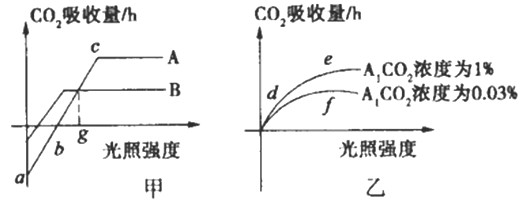 CO₂吸收量/h
c
A
B
a
b
g
光照强度
甲
CO₂吸收量/h
e
A₁CO₂浓度为1%
d
A₁CO₂浓度为0.03%
f
光照强度
乙